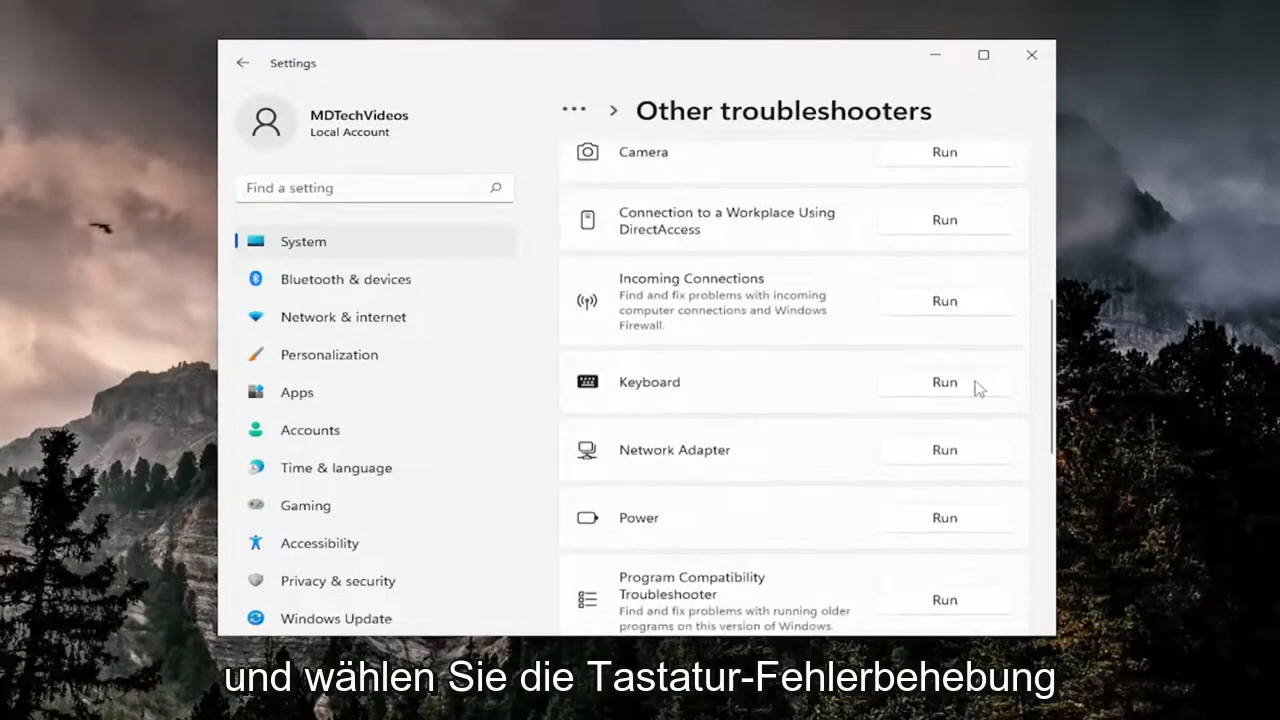 Settings
MDTechVideos
Local Account
Find a setting
System
Bluetooth & devices
Network & internet
Personalization
Apps
Accounts
Time & language
Gaming
Accessibility
Privacy & security
Windows Update
... > Other troubleshooters
Camera
Run
Connection to a Workplace Using
DirectAccess
Run
Incoming Connections
Find and fix problems with incoming
computer connections and Windows
Firewall.
Run
Keyboard
Run
Network Adapter
Run
Power
Run
Program Compatibility
Troubleshooter
Find and fix problems with running older
programs on this version of Windows.
Run
und wählen Sie die Tastatur-Fehlerbehebung